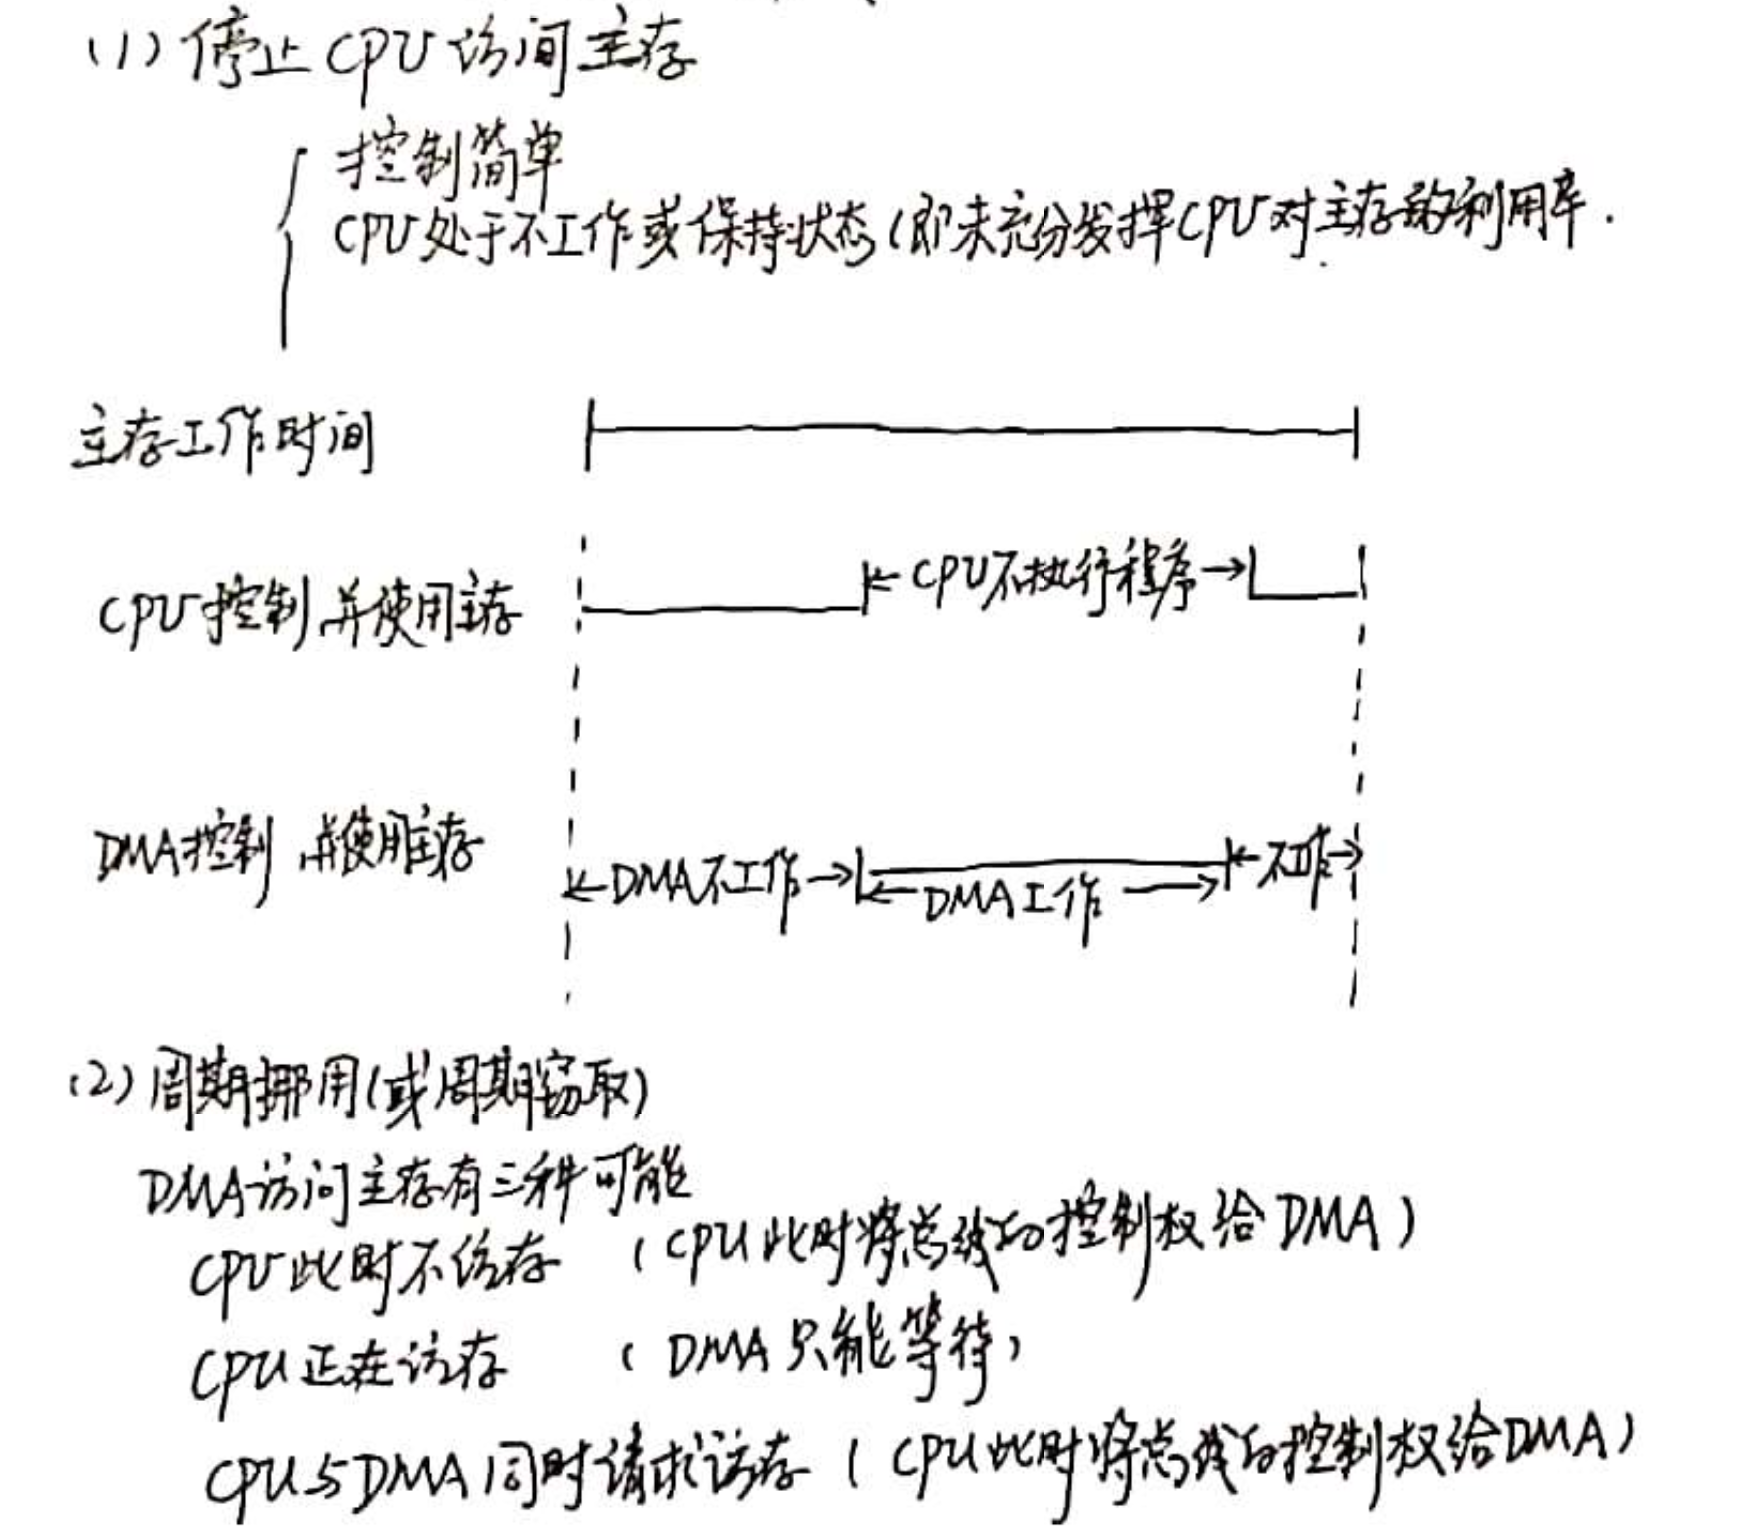 (1) 停止CPU访问主存
控制简单
CPU处于不工作或保持状态(即未充分发挥CPU对主存的利用率.
主存工作时间
CPU控制并使用主存
CPU不执行程序
DMA控制并使用主存
DMA不工作
DMA工作
不工作
(2) 周期挪用(或周期窃取)
DMA访问主存有三种可能
CPU此时不访存 (CPU此时将总线的控制权给DMA)
CPU正在访存 (DMA只能等待)
CPU与DMA同时请求访存 (CPU此时将总线的控制权给DMA)